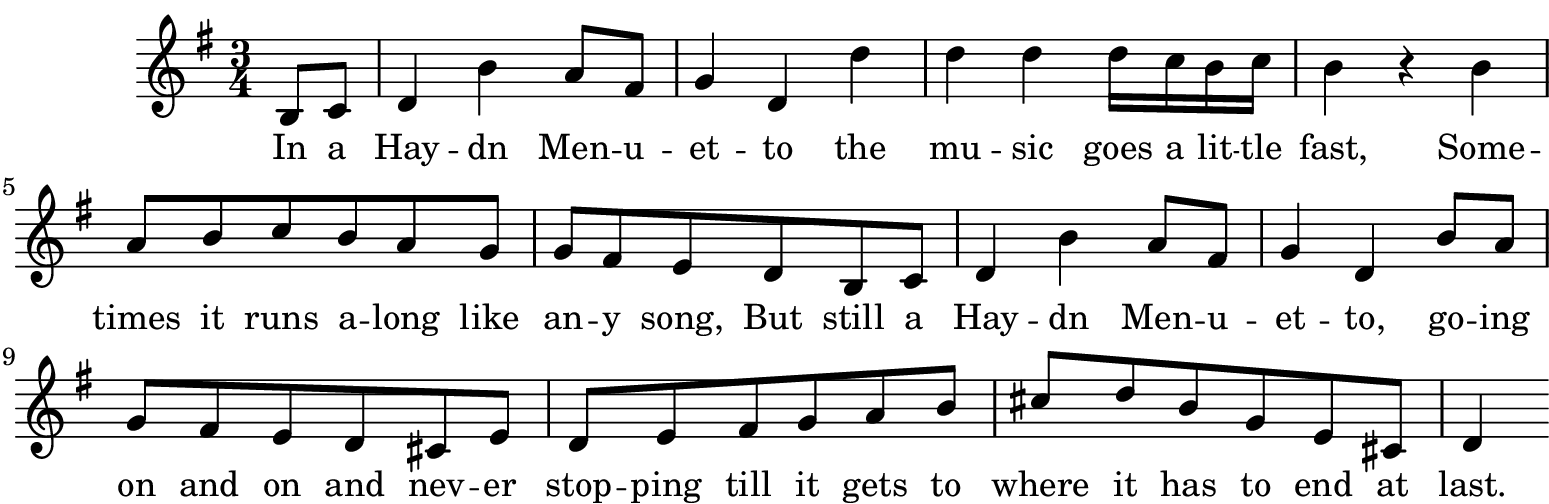 3
4
In a Hay -- dn Men -- u -- et -- to the mu -- sic goes a lit -- tle fast, Some --
5
times it runs a -- long like an -- y song, But still a Hay -- dn Men -- u -- et -- to, go -- ing
9
on and on and nev -- er stop -- ping till it gets to where it has to end at last.